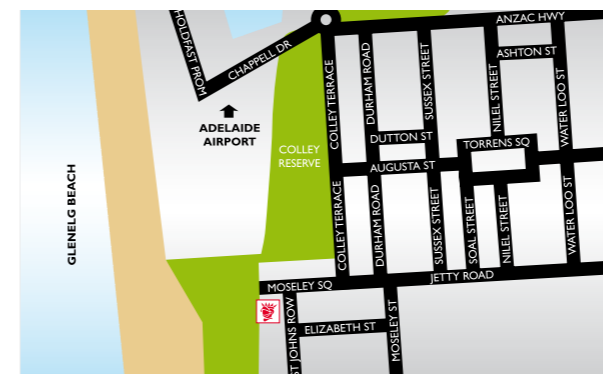 ANZAC HWY
HOLDFAST PROM
CHAPPELL DR
ASHTON ST
COLLEY TERRACE
DURHAM ROAD
SUSSEX STREET
NILEL STREET
WATER LOO ST
ADELAIDE
AIRPORT
DUTTON ST
TORRENS SQ
COLLEY
RESERVE
AUGUSTA ST
GLENELG BEACH
COLLEY TERRACE
DURHAM ROAD
SUSSEX STREET
SOAL STREET
NILEL STREET
WATER LOO ST
JETTY ROAD
MOSELEY SQ
ST JOHNS ROW
ELIZABETH ST
MOSELEY ST